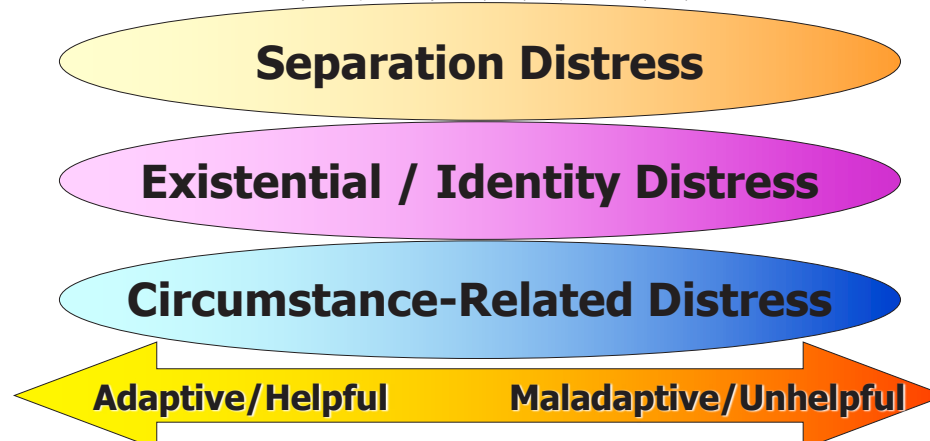 Separation Distress
Existential / Identity Distress
Circumstance-Related Distress
Adaptive/Helpful Maladaptive/Unhelpful